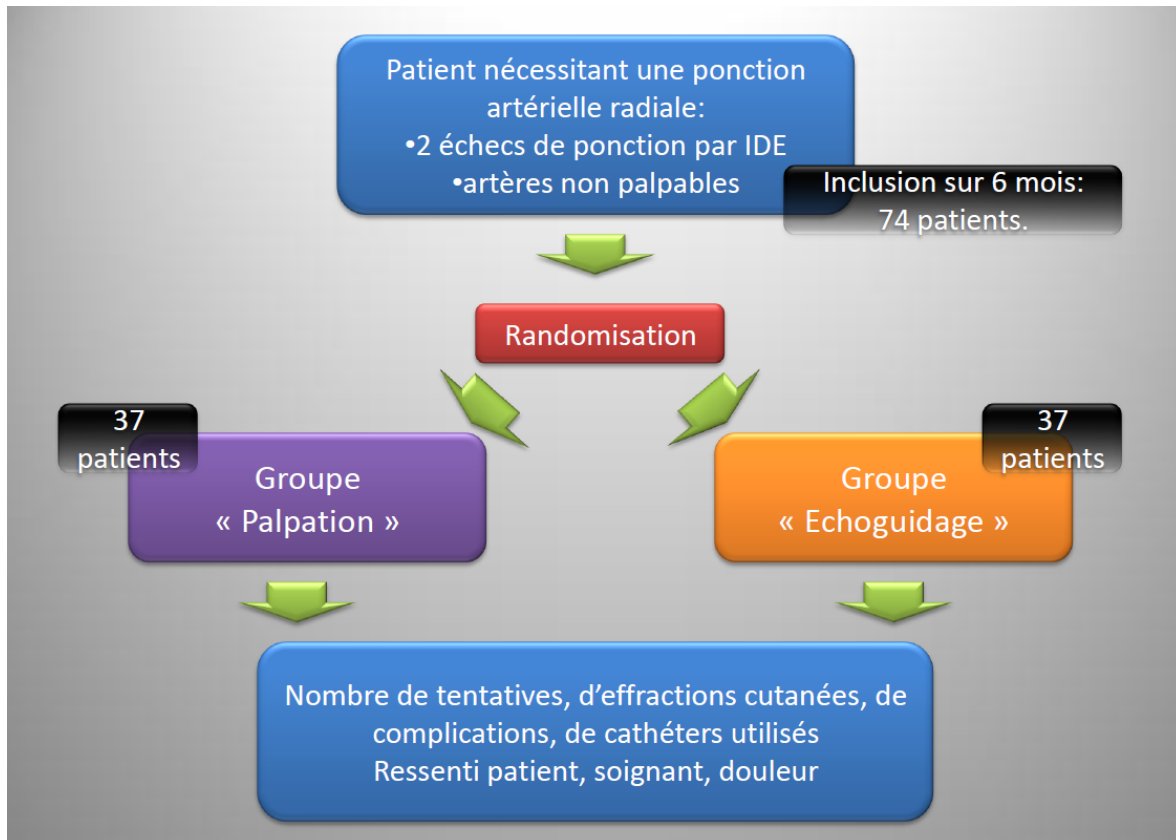 Patient nécessitant une ponction
artérielle radiale:
•2 échecs de ponction par IDE
•artères non palpables
Inclusion sur 6 mois:
74 patients.
Randomisation
37
patients
Groupe
« Palpation »
37
patients
Groupe
« Echoguidage »
Nombre de tentatives, d’effractions cutanées, de
complications, de cathéters utilisés
Ressenti patient, soignant, douleur